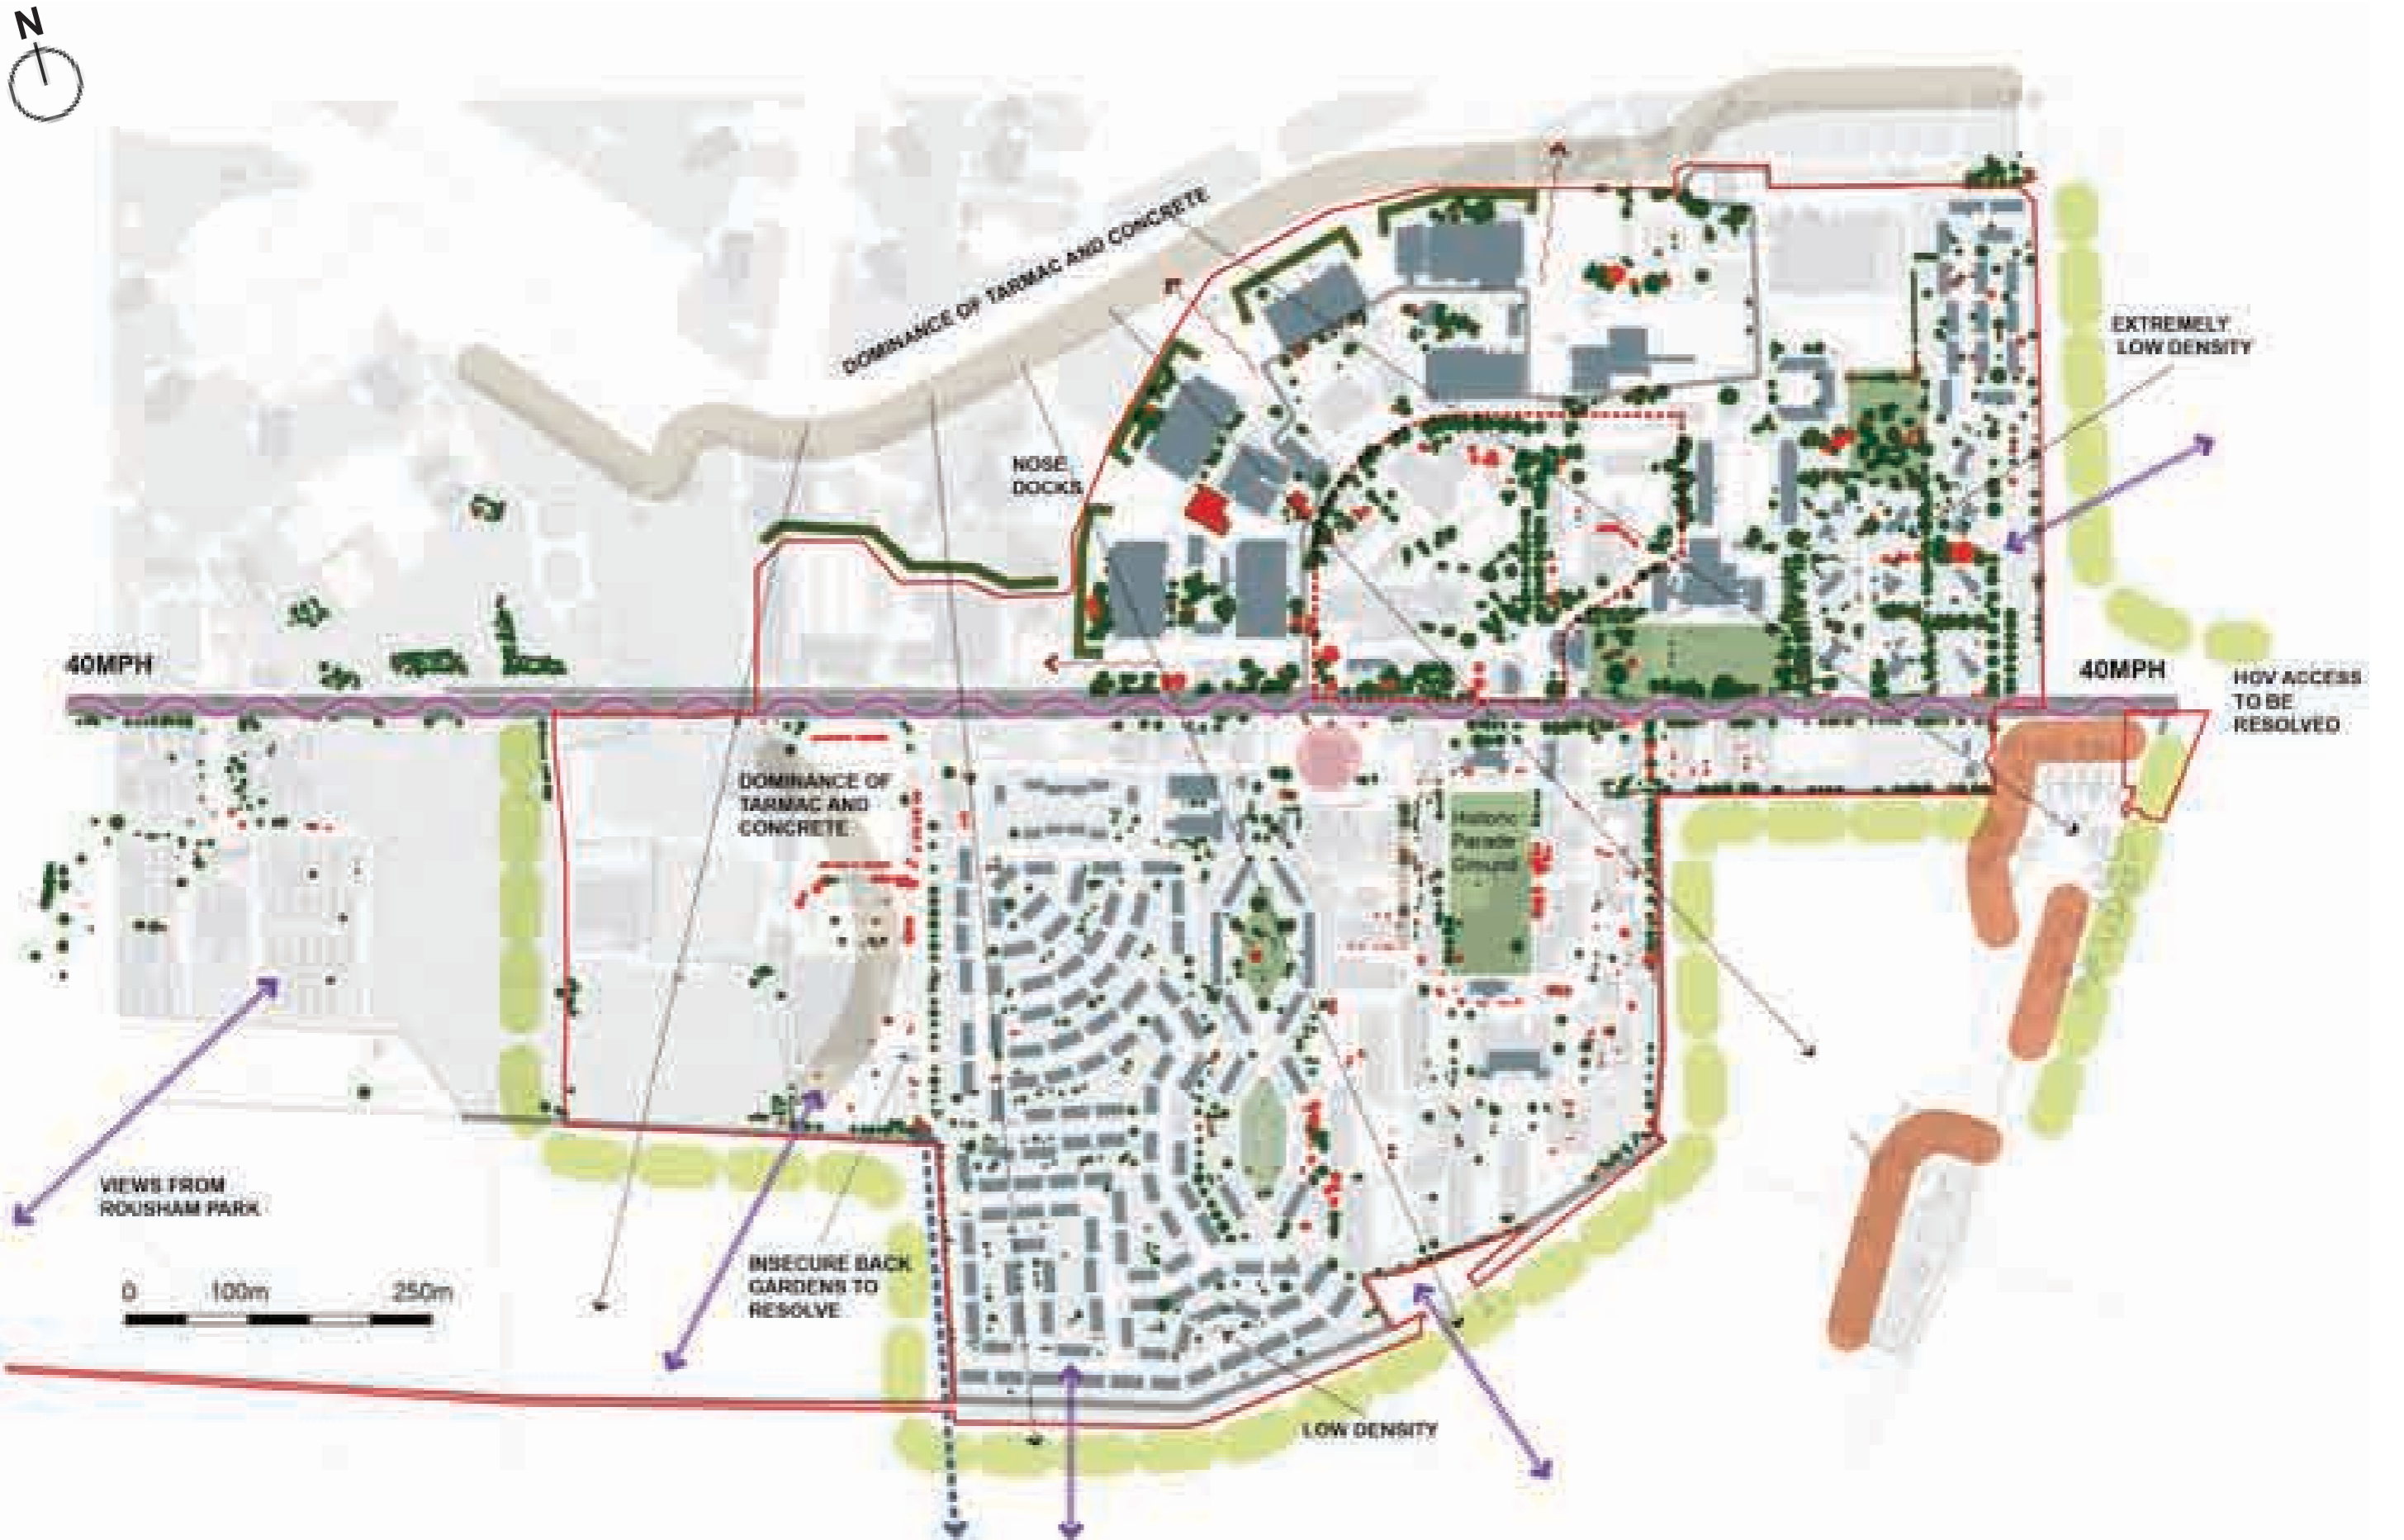 N
DOMINANCE OF TARMAC AND CONCRETE
EXTREMELY
LOW DENSITY
NOSE
DOCKS
40MPH
40MPH
HGV ACCESS
TO BE
RESOLVED
DOMINANCE OF
TARMAC AND
CONCRETE
Historic
Parade
Ground
VIEWS FROM
ROUSHAM PARK
INSECURE BACK
GARDENS TO
RESOLVE
0 100m 250m
LOW DENSITY